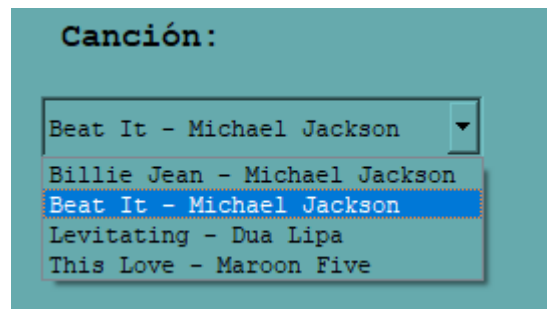 Canción:
Beat It - Michael Jackson
Billie Jean - Michael Jackson
Beat It - Michael Jackson
Levitating - Dua Lipa
This Love - Maroon Five